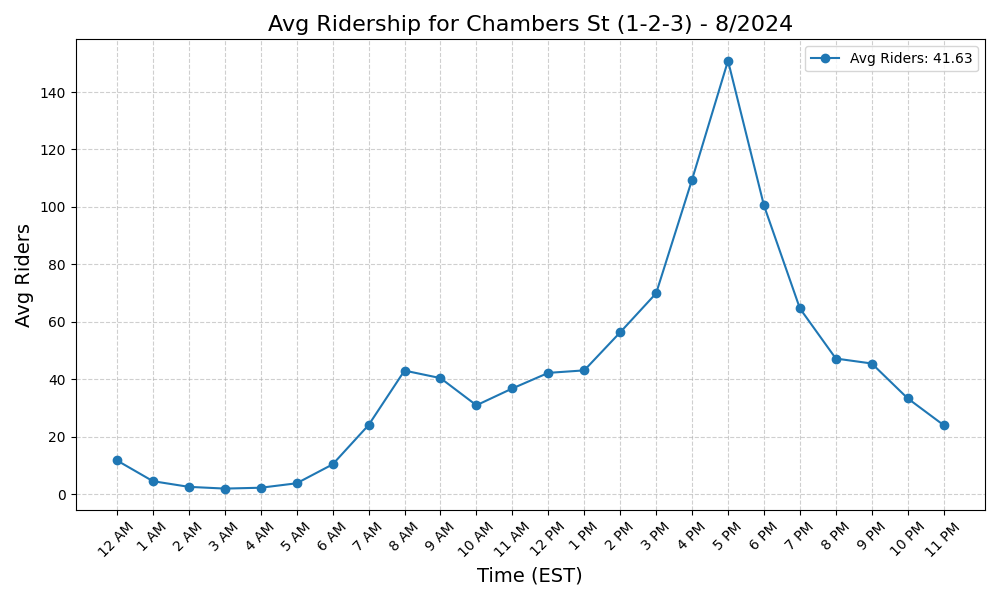 Avg Ridership for Chambers St (1-2-3) - 8/2024
Avg Riders: 41.63
Avg Riders
140
120
100
80
60
40
20
0
12 AM
1 AM
2 AM
3 AM
4 AM
5 AM
6 AM
7 AM
8 AM
9 AM
10 AM
11 AM
12 PM
1 PM
2 PM
3 PM
4 PM
5 PM
6 PM
7 PM
8 PM
9 PM
10 PM
11 PM
Time (EST)